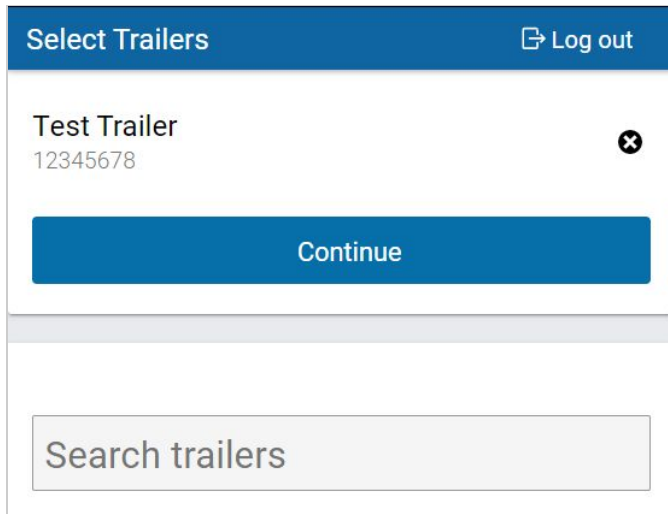 Select Trailers
Log out
Test Trailer
12345678
Continue
Search trailers